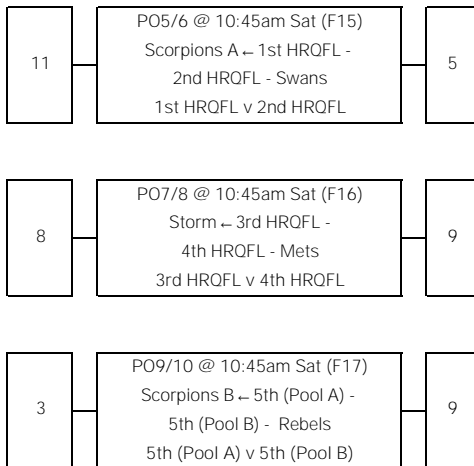 PO5/6 @ 10:45am Sat (F15)
Scorpions A ← 1st HRQFL -
11
5
2nd HRQFL - Swans
1st HRQFL v 2nd HRQFL
PO7/8 @ 10:45am Sat (F16)
Storm ← 3rd HRQFL -
8
9
4th HRQFL - Mets
3rd HRQFL v 4th HRQFL
PO9/10 @ 10:45am Sat (F17)
Scorpions B ← 5th (Pool A) -
3
9
5th (Pool B) - Rebels
5th (Pool A) v 5th (Pool B)